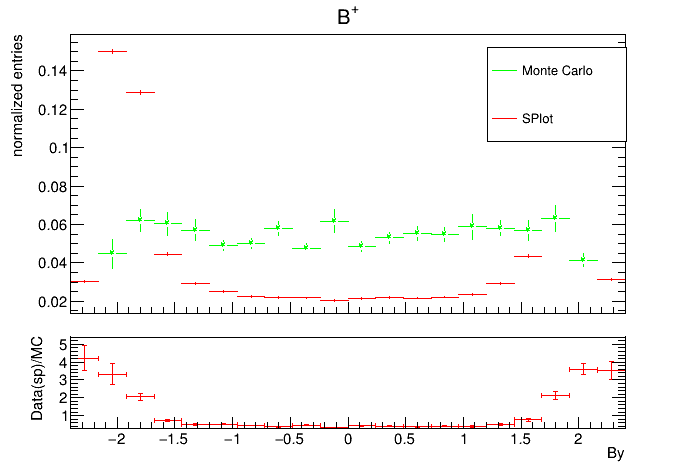 B+
normalized entries
0.14
0.12
0.1
0.08
0.06
0.04
0.02
Monte Carlo
SPlot
Data(sp)/MC
5
4
3
2
1
−2 −1.5 −1 −0.5 0 0.5 1 1.5 2
By